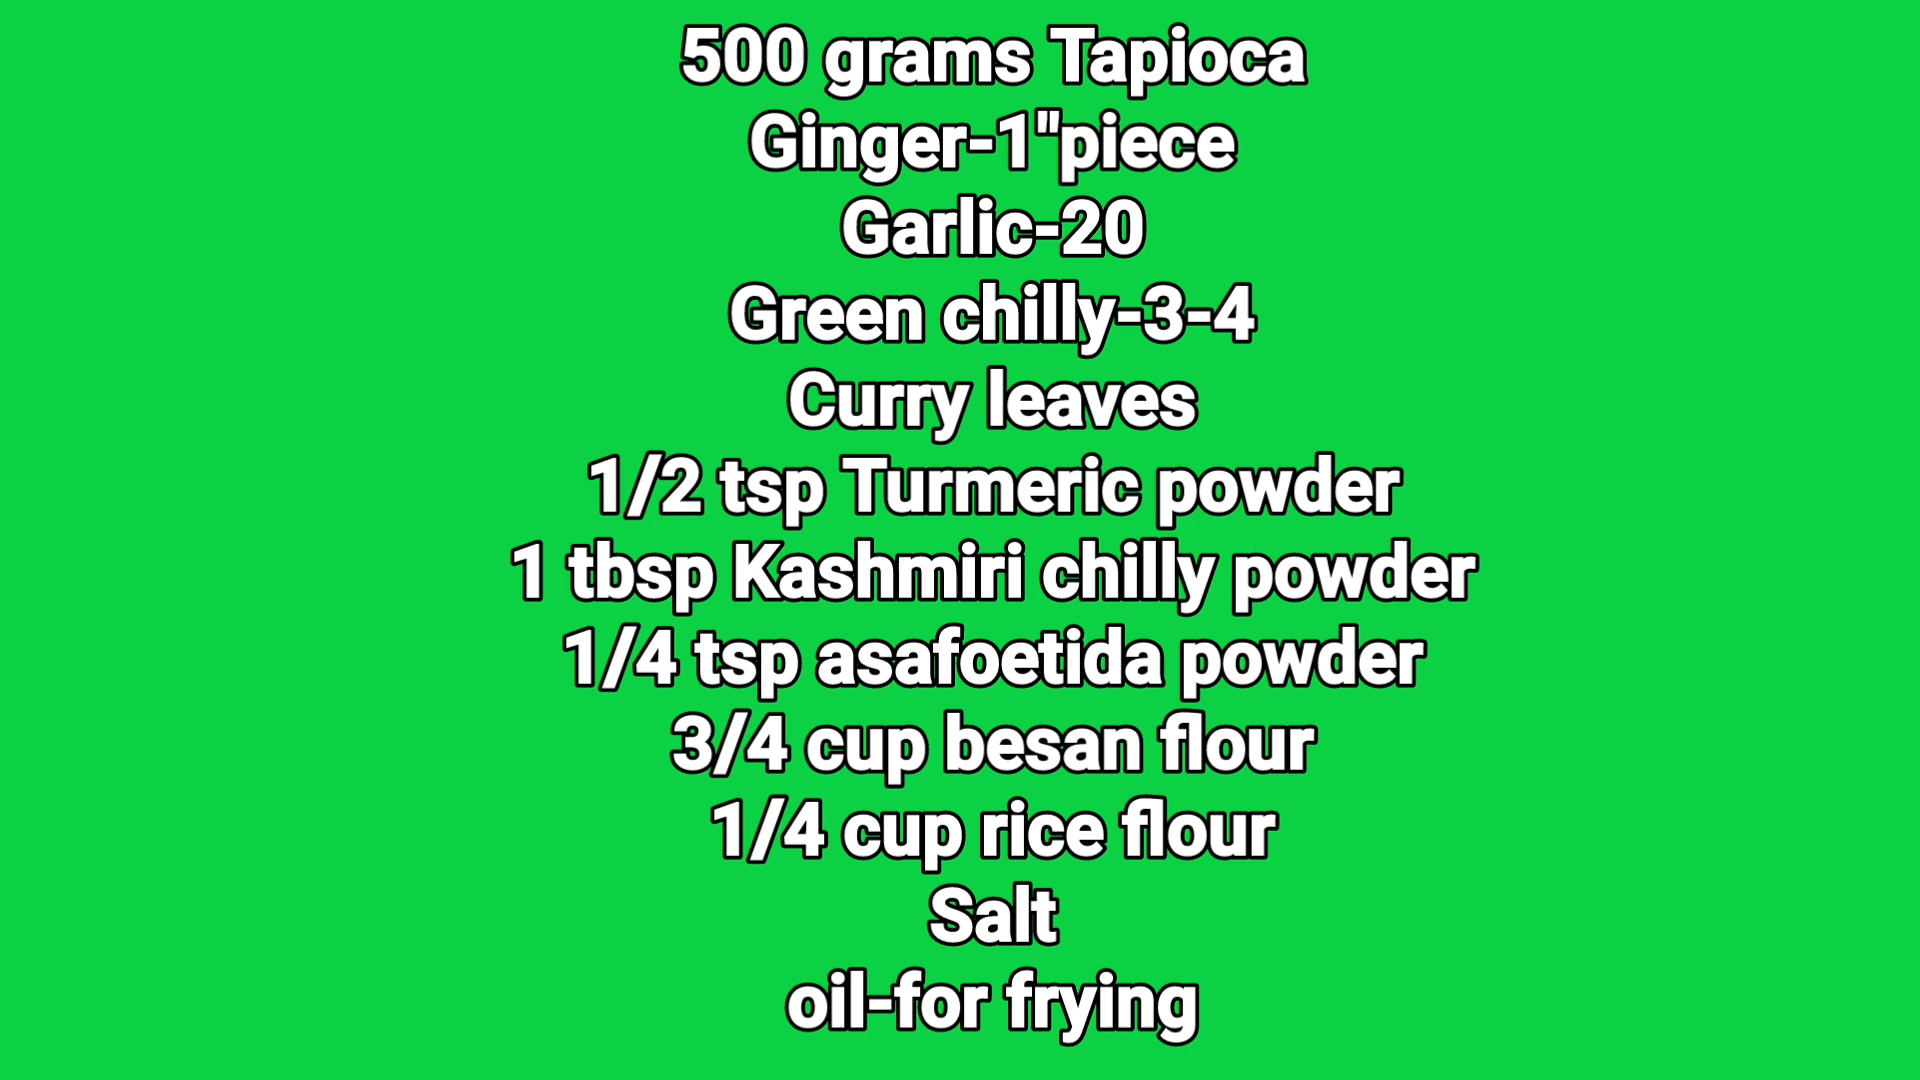 500 grams Tapioca
Ginger-1"piece
Garlic-20
Green chilly-3-4
Curry leaves
1/2 tsp Turmeric powder
1 tbsp Kashmiri chilly powder
1/4 tsp asafoetida powder
3/4 cup besan flour
1/4 cup rice flour
Salt
oil-for frying